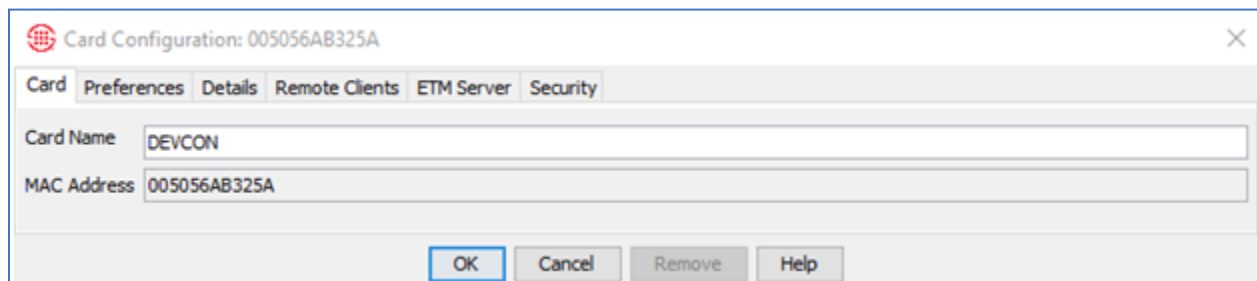 Card Configuration: 005056AB325A
Card Preferences Details Remote Clients ETM Server Security
Card Name DEVCON
MAC Address 005056AB325A
OK Cancel Remove Help